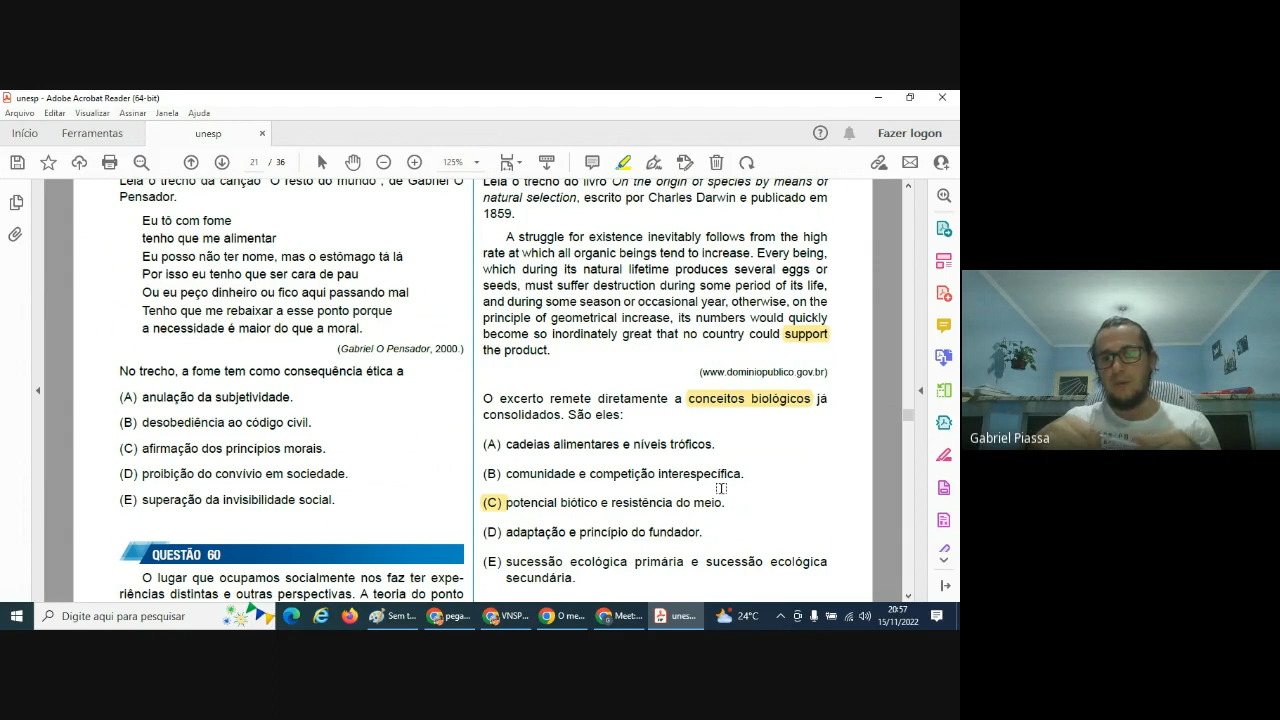 unesp - Adobe Acrobat Reader (64-bit)
Arquivo Editar Visualizar Assinar Janela Ajuda
Início Ferramentas unesp Fazer logon
21 / 36 125%
Leia o trecho da canção "O resto do mundo", de Gabriel O
Pensador.
Eu tô com fome
tenho que me alimentar
Eu posso não ter nome, mas o estômago tá lá
Por isso eu tenho que ser cara de pau
Ou eu peço dinheiro ou fico aqui passando mal
Tenho que me rebaixar a esse ponto porque
a necessidade é maior do que a moral.
(Gabriel O Pensador, 2000.)
No trecho, a fome tem como consequência ética a
(A) anulação da subjetividade.
(B) desobediência ao código civil.
(C) afirmação dos princípios morais.
(D) proibição do convívio em sociedade.
(E) superação da invisibilidade social.
QUESTÃO 60
O lugar que ocupamos socialmente nos faz ter expe-
riências distintas e outras perspectivas. A teoria do ponto
Leia o trecho do livro On the origin of species by means of
natural selection, escrito por Charles Darwin e publicado em
1859.
A struggle for existence inevitably follows from the high
rate at which all organic beings tend to increase. Every being,
which during its natural lifetime produces several eggs or
seeds, must suffer destruction during some period of its life,
and during some season or occasional year, otherwise, on the
principle of geometrical increase, its numbers would quickly
become so inordinately great that no country could support
the product.
(www.dominiopublico.gov.br)
O excerto remete diretamente a conceitos biológicos já
consolidados. São eles:
(A) cadeias alimentares e níveis tróficos.
(B) comunidade e competição interespecífica.
(C) potencial biótico e resistência do meio.
(D) adaptação e princípio do fundador.
(E) sucessão ecológica primária e sucessão ecológica
secundária.
Gabriel Piassa
Digite aqui para pesquisar
Sem t... pega... VNSP... O me... Meet:... unes... 24°C
20:57
15/11/2022